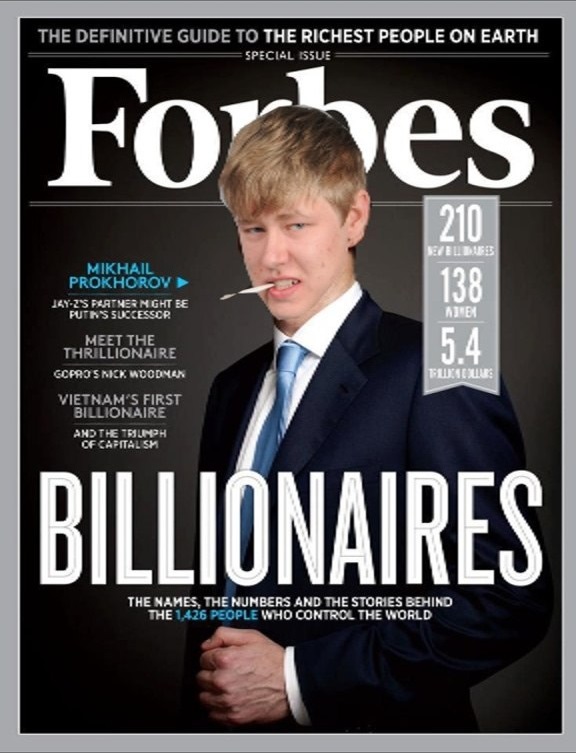 THE DEFINITIVE GUIDE TO THE RICHEST PEOPLE ON EARTH
SPECIAL ISSUE
Forbes
210
NEW BILLIONAIRES
138
WOMEN
5.4
TRILLION DOLLARS
MIKHAIL
PROKHOROV ▶
JAY-Z'S PARTNER MIGHT BE
PUTIN'S SUCCESSOR
MEET THE
THRILLIONAIRE
GOPRO'S NICK WOODMAN
VIETNAM'S FIRST
BILLIONAIRE
AND THE TRIUMPH
OF CAPITALISM
BILLIONAIRES
THE NAMES, THE NUMBERS AND THE STORIES BEHIND
THE 1,426 PEOPLE WHO CONTROL THE WORLD